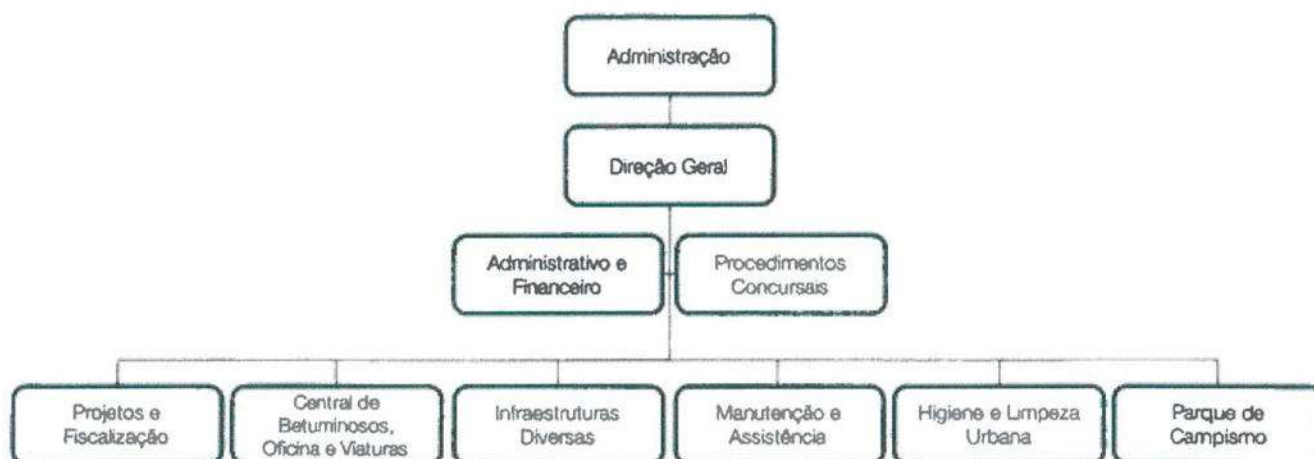 Administração
Direção Geral
Administrativo e
Financeiro
Procedimentos
Concursais
Projetos e
Fiscalização
Central de
Betuminosos,
Oficina e Viaturas
Infraestruturas
Diversas
Manutenção e
Assistência
Higiene e Limpeza
Urbana
Parque de
Campismo